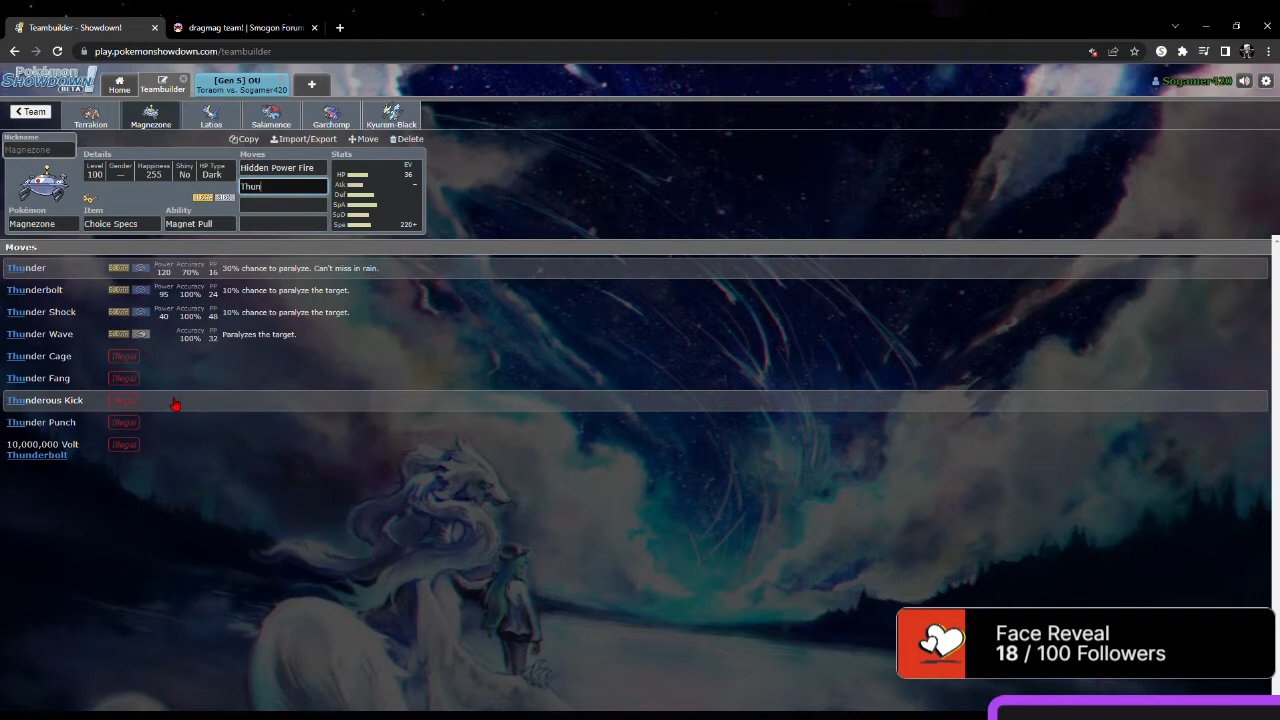 Teambuilder - Showdown!
dragmag team! | Smogon Forum
play.pokemonshowdown.com/teambuilder
Pokémon
SHOWDOWN!
(BETA)
Home
Teambuilder
[Gen 5] OU
Toraom vs. Sogamer420
Sogamer420
< Team
Terrakion
Magnezone
Latios
Salamence
Garchomp
Kyurem-Black
Copy
Import/Export
Move
Delete
Nickname
Magnezone
Details
Level
100
Gender
—
Happiness
255
Shiny
No
HP Type
Dark
Moves
Hidden Power Fire
Thun
Stats
EV
HP 36
Atk –
Def
SpA
SpD
Spe 220+
Pokémon
Magnezone
Item
Choice Specs
Ability
Magnet Pull
Moves
Thunder Power 120 Accuracy 70% PP 16 30% chance to paralyze. Can't miss in rain.
Thunderbolt Power 95 Accuracy 100% PP 24 10% chance to paralyze the target.
Thunder Shock Power 40 Accuracy 100% PP 48 10% chance to paralyze the target.
Thunder Wave Accuracy 100% PP 32 Paralyzes the target.
Thunder Cage Illegal
Thunder Fang Illegal
Thunderous Kick Illegal
Thunder Punch Illegal
10,000,000 Volt Illegal
Thunderbolt
Face Reveal
18 / 100 Followers